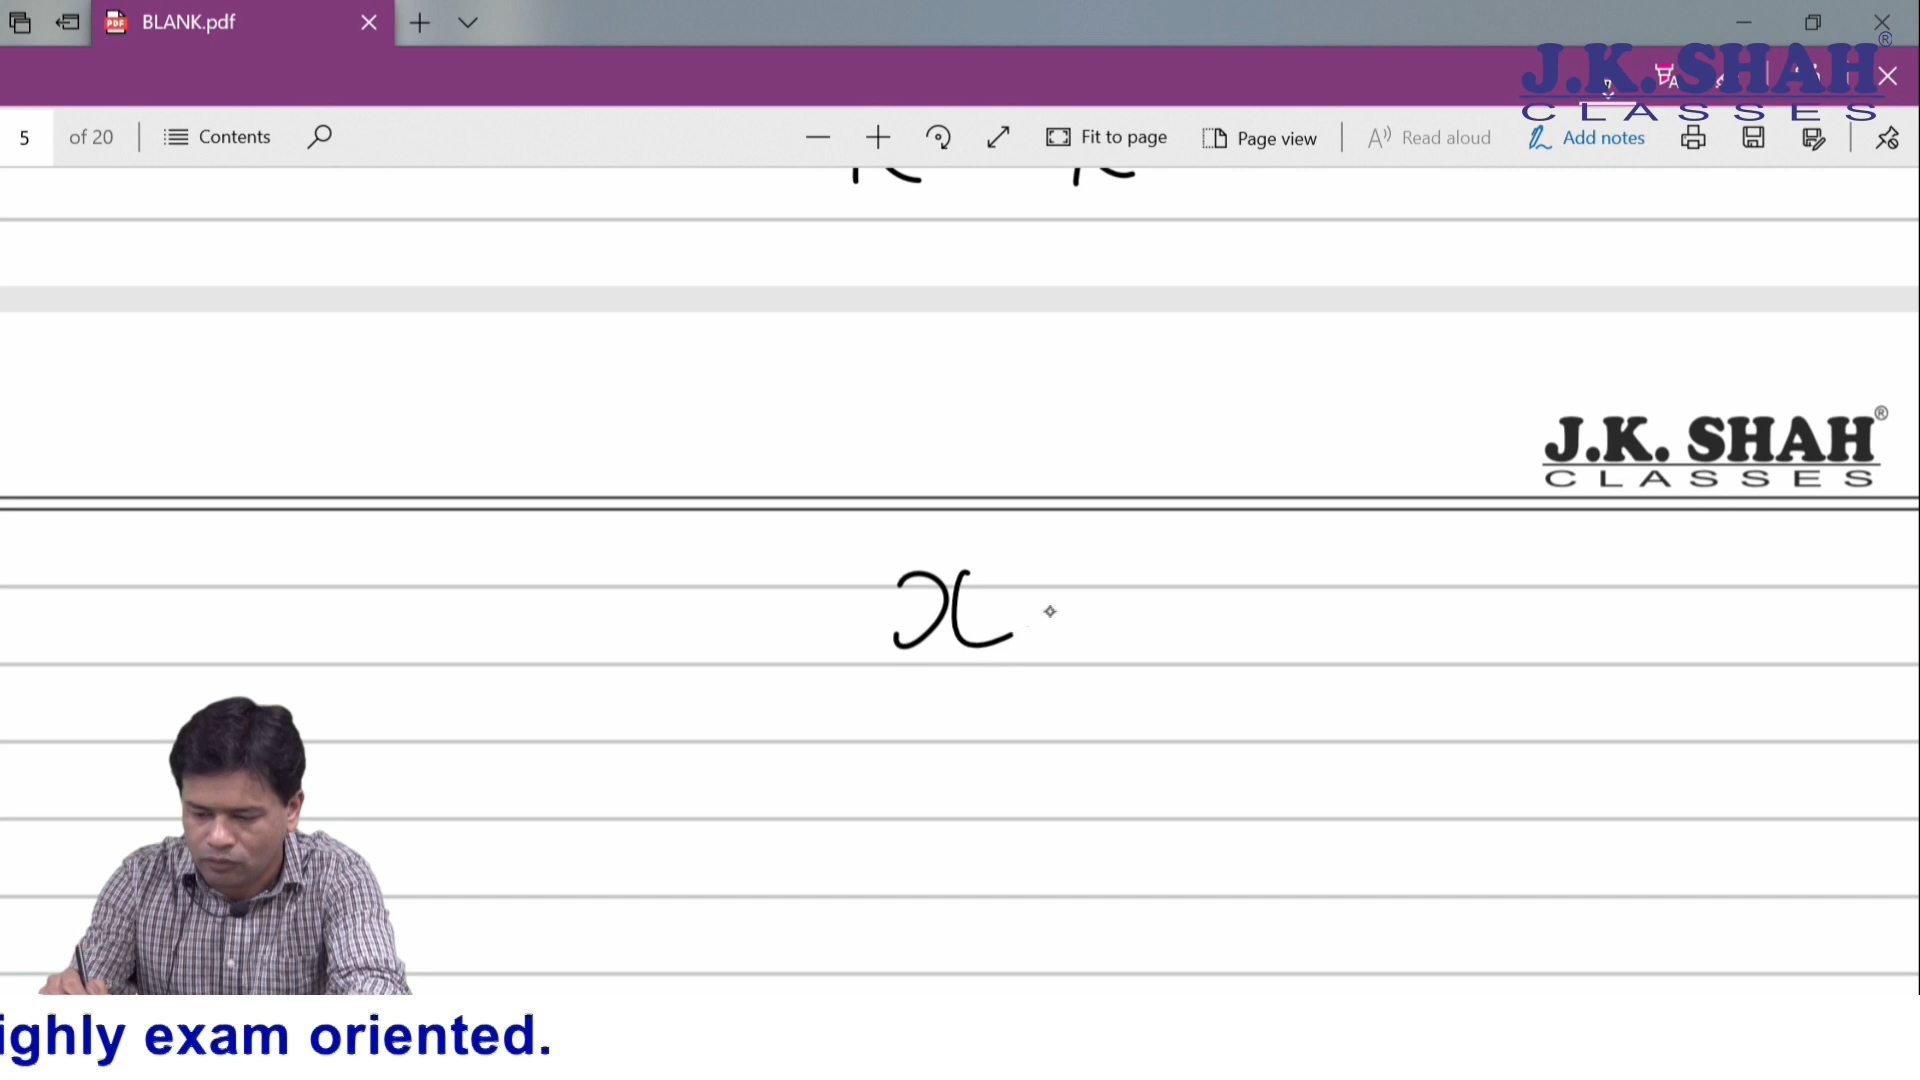 BLANK.pdf
J.K. SHAH®
CLASSES
5 of 20 Contents Fit to page Page view Read aloud Add notes
J.K. SHAH®
CLASSES
x
ighly exam oriented.